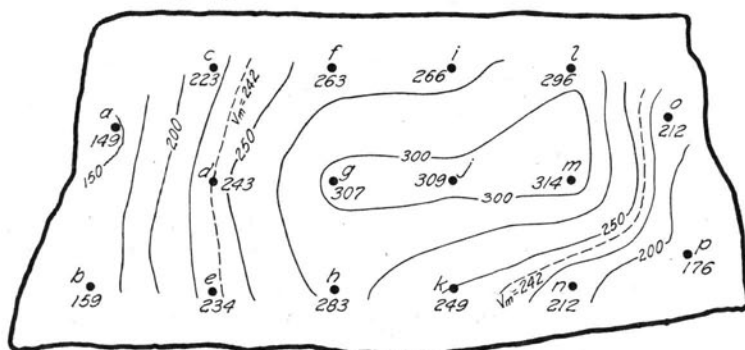 c f i l
223 263 266 296
a o
149 212
150 200 Vm=242 250
300
d g j m
243 307 309 314
300
250
200
p
176
b e h k n
159 234 283 249 212
Vm=242